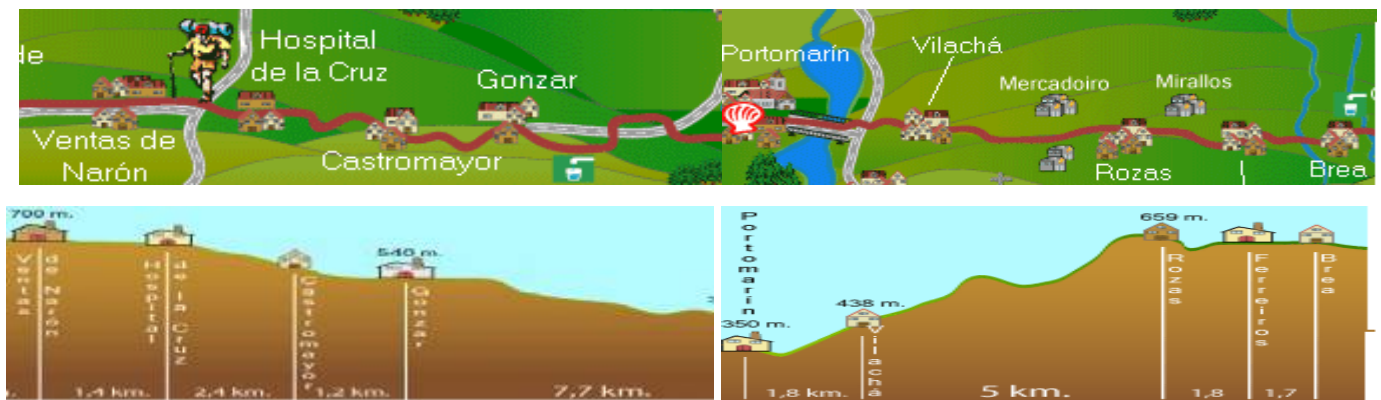 de
Hospital
de la Cruz
Gonzar
Ventas de
Narón
Castromayor
Portomarín
Vilachá
Mercadoiro
Mirallos
Rozas
Brea
700 m.
540 m.
Ventas
de Narón
Hospital
de la Cruz
Castromayor
Gonzar
1,4 km.
2,4 km.
1,2 km.
7,7 km.
Portomarín
350 m.
438 m.
Vilachá
659 m.
Rozas
Ferreiros
Brea
1,8 km.
5 km.
1,8
1,7